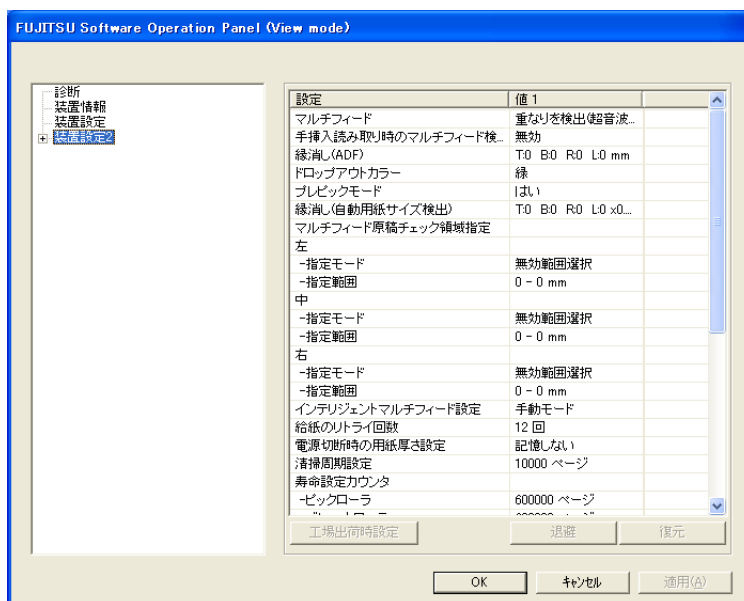 FUJITSU Software Operation Panel (View mode)
診断
装置情報
装置設定
装置設定2
設定 値 1
マルチフィード 重なりを検出(超音波...
手挿入読み取り時のマルチフィード検... 無効
縁消し(ADF) T:0 B:0 R:0 L:0 mm
ドロップアウトカラー 緑
プレピックモード はい
縁消し(自動用紙サイズ検出) T:0 B:0 R:0 L:0 x0....
マルチフィード原稿チェック領域指定
左
-指定モード 無効範囲選択
-指定範囲 0 - 0 mm
中
-指定モード 無効範囲選択
-指定範囲 0 - 0 mm
右
-指定モード 無効範囲選択
-指定範囲 0 - 0 mm
インテリジェントマルチフィード設定 手動モード
給紙のリトライ回数 12 回
電源切断時の用紙厚さ設定 記憶しない
清掃周期設定 10000 ページ
寿命設定カウンタ
-ピックローラ 600000 ページ
工場出荷時設定 退避 復元
OK キャンセル 適用(A)